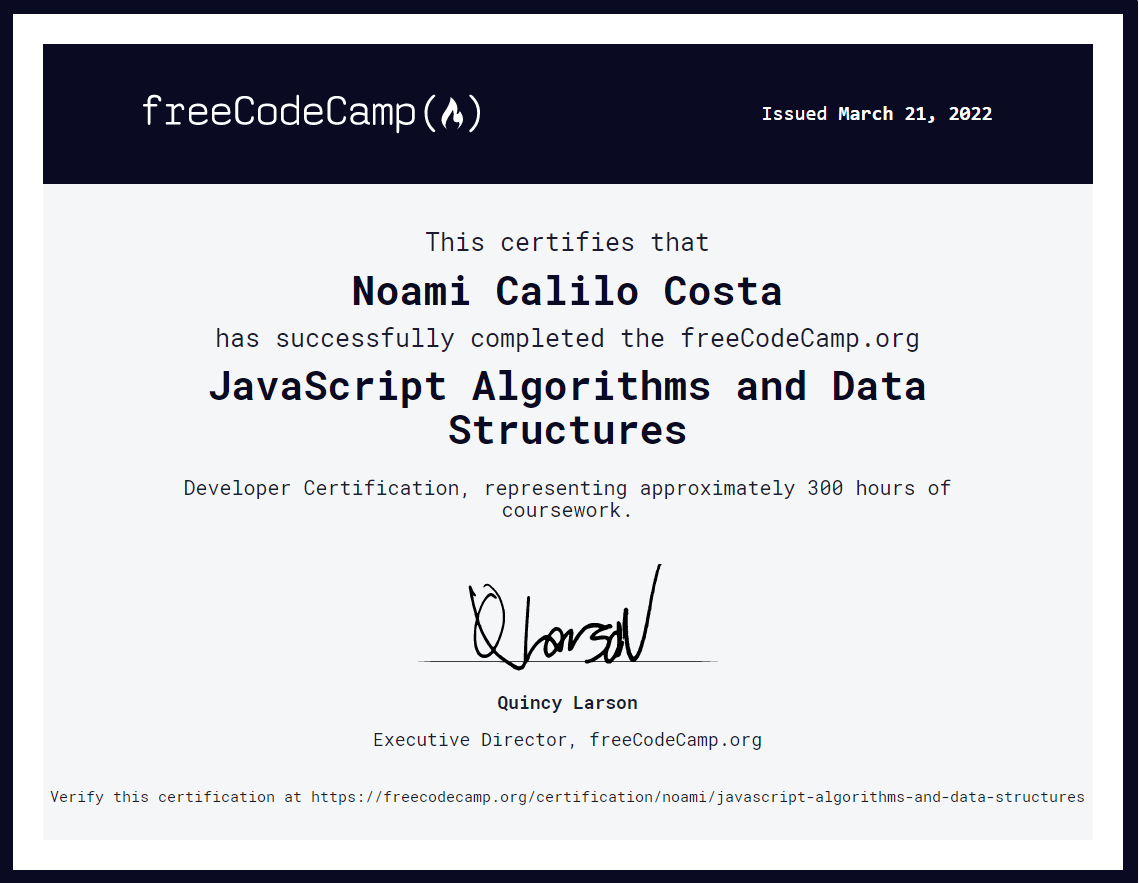 freeCodeCamp
Issued March 21, 2022
This certifies that
Noami Calilo Costa
has successfully completed the freeCodeCamp.org
JavaScript Algorithms and Data
Structures
Developer Certification, representing approximately 300 hours of
coursework.
Q Larson
Quincy Larson
Executive Director, freeCodeCamp.org
Verify this certification at https://freecodecamp.org/certification/noami/javascript-algorithms-and-data-structures